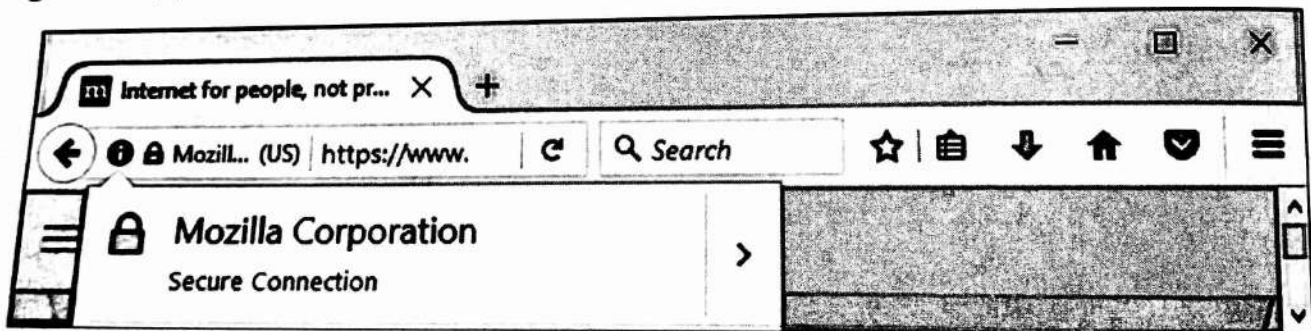 m Internet for people, not pr...
Mozill... (US) https://www. Search
Mozilla Corporation
Secure Connection